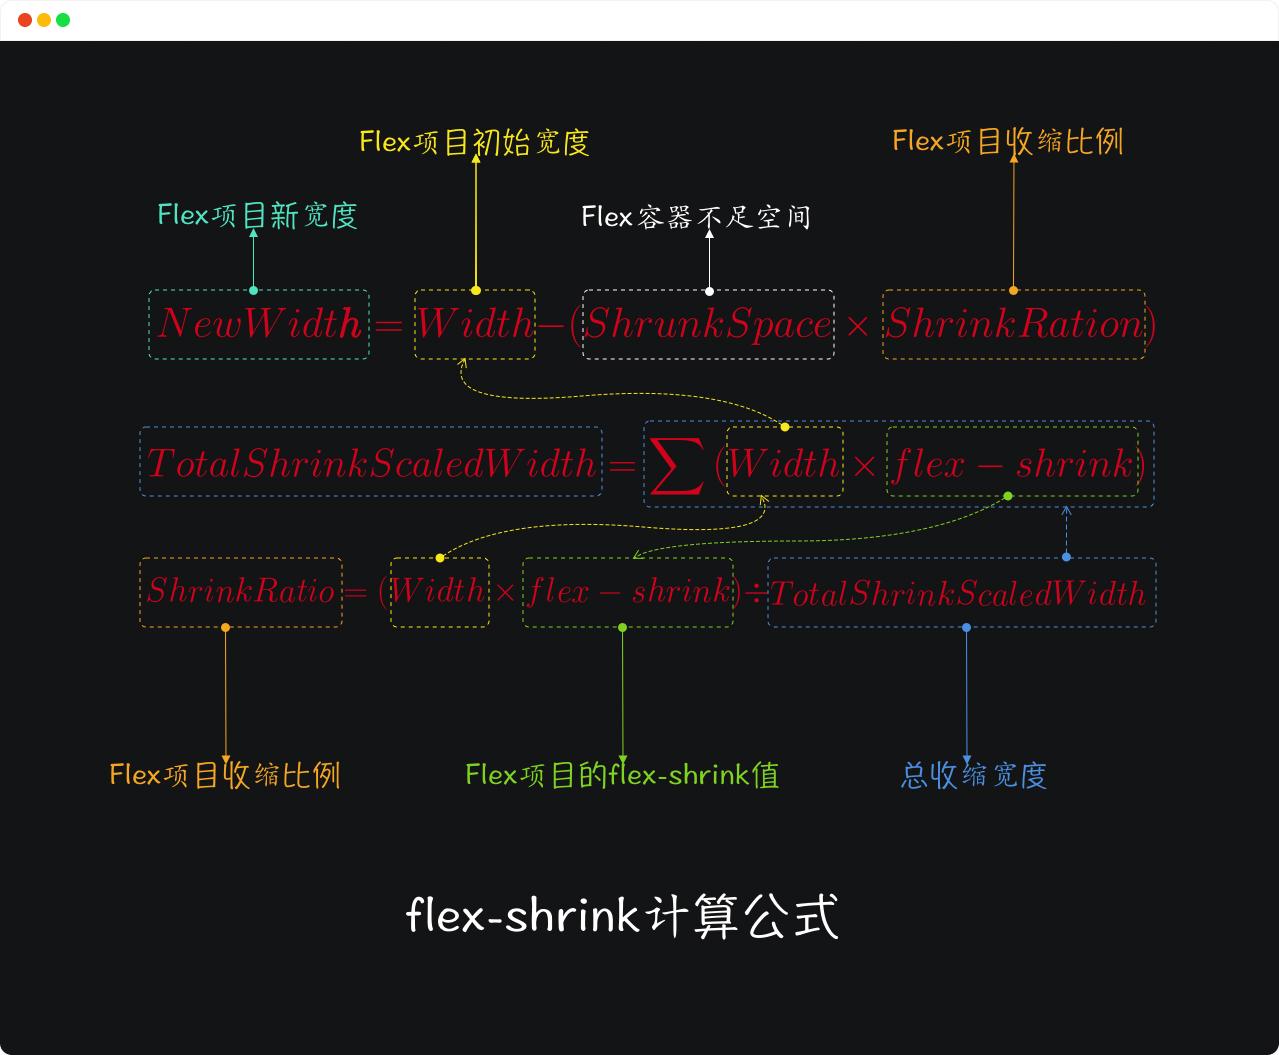 Flex项目初始宽度 Flex项目收缩比例
Flex项目新宽度 Flex容器不足空间
NewWidth = Width − (ShrunkSpace × ShrinkRation)
TotalShrinkScaledWidth = ∑ (Width × flex − shrink)
ShrinkRatio = (Width × flex − shrink) ÷ TotalShrinkScaledWidth
Flex项目收缩比例 Flex项目的flex-shrink值 总收缩宽度
flex-shrink计算公式